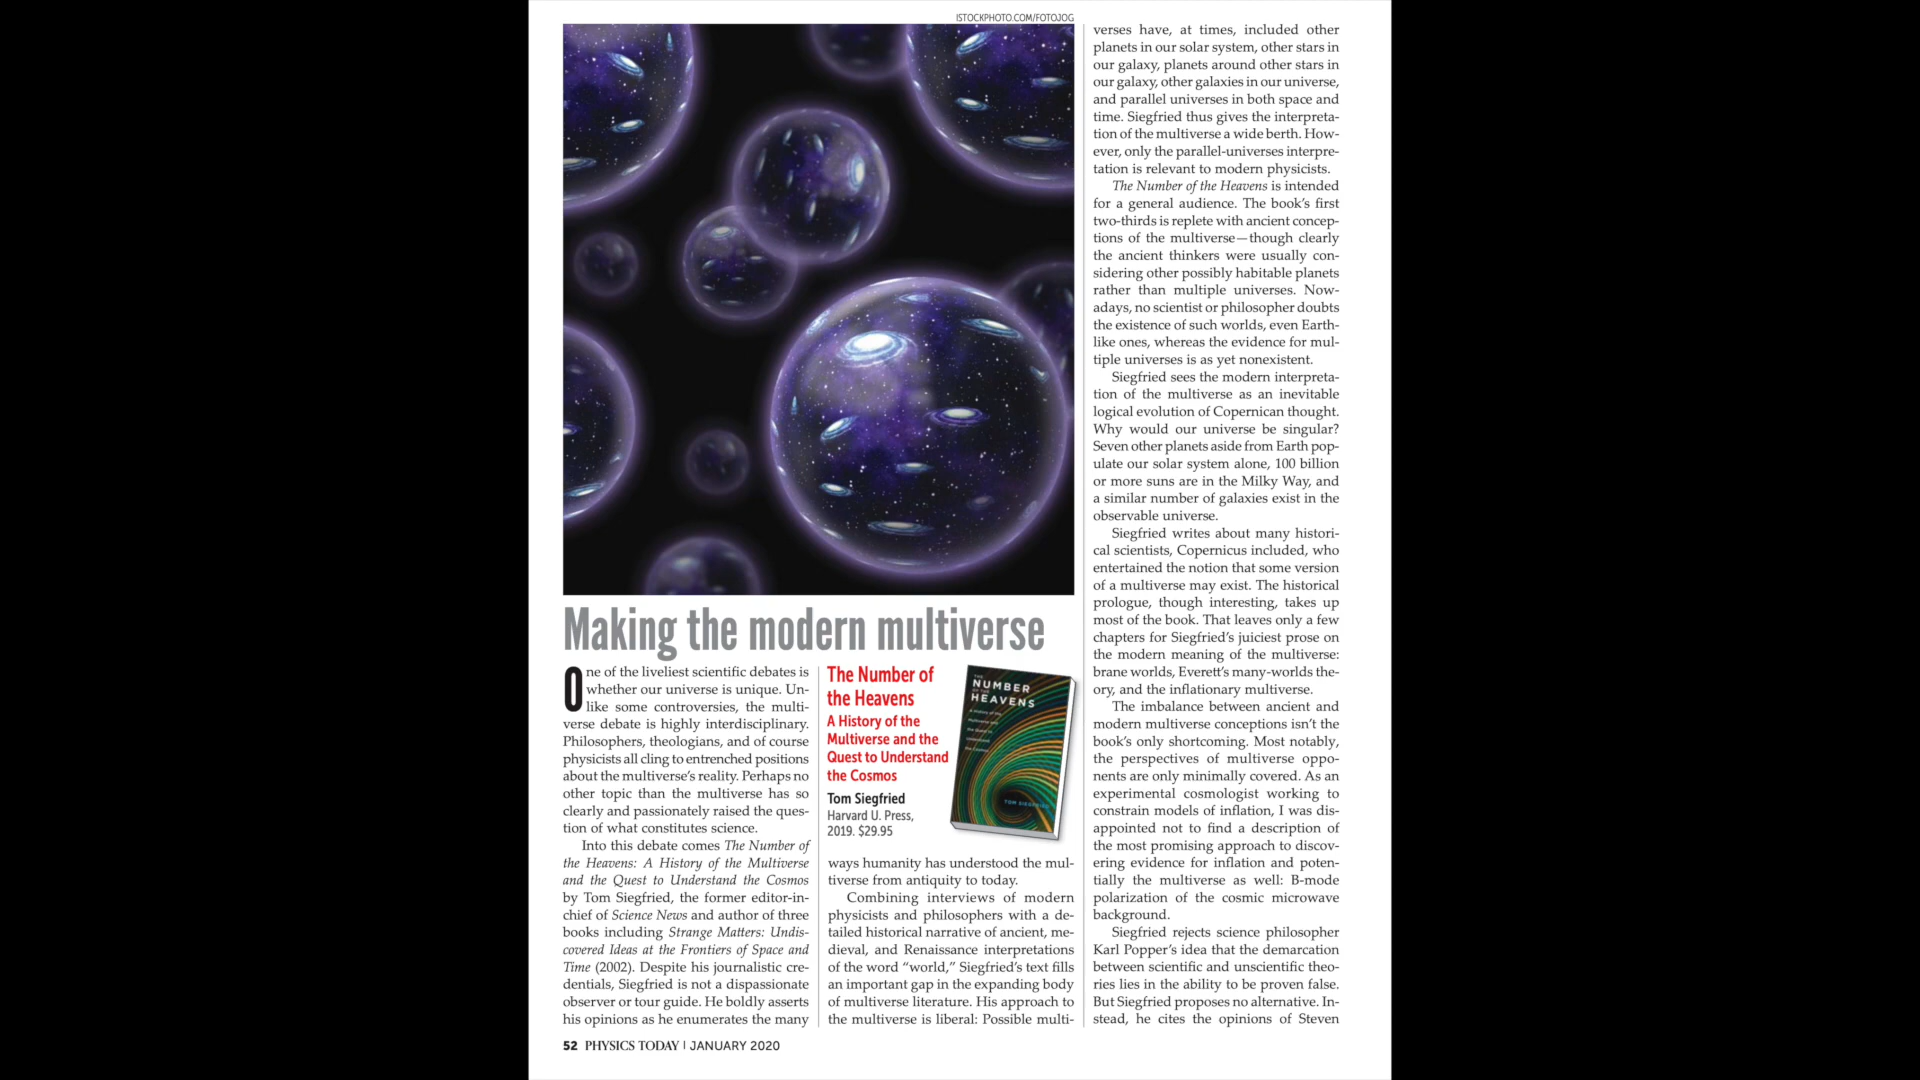 ISTOCKPHOTO.COM/FOTOJOG
Making the modern multiverse
One of the liveliest scientific debates is
whether our universe is unique. Un-
like some controversies, the multi-
verse debate is highly interdisciplinary.
Philosophers, theologians, and of course
physicists all cling to entrenched positions
about the multiverse's reality. Perhaps no
other topic than the multiverse has so
clearly and passionately raised the ques-
tion of what constitutes science.
Into this debate comes The Number of
the Heavens: A History of the Multiverse
and the Quest to Understand the Cosmos
by Tom Siegfried, the former editor-in-
chief of Science News and author of three
books including Strange Matters: Undis-
covered Ideas at the Frontiers of Space and
Time (2002). Despite his journalistic cre-
dentials, Siegfried is not a dispassionate
observer or tour guide. He boldly asserts
his opinions as he enumerates the many
The Number of
the Heavens
A History of the
Multiverse and the
Quest to Understand
the Cosmos
Tom Siegfried
Harvard U. Press,
2019. $29.95
THE
NUMBER
OF THE
HEAVENS
A History of the
Multiverse and
the Quest to
Understand
the Cosmos
TOM SIEGFRIED
ways humanity has understood the mul-
tiverse from antiquity to today.
Combining interviews of modern
physicists and philosophers with a de-
tailed historical narrative of ancient, me-
dieval, and Renaissance interpretations
of the word “world,” Siegfried's text fills
an important gap in the expanding body
of multiverse literature. His approach to
the multiverse is liberal: Possible multi-
verses have, at times, included other
planets in our solar system, other stars in
our galaxy, planets around other stars in
our galaxy, other galaxies in our universe,
and parallel universes in both space and
time. Siegfried thus gives the interpreta-
tion of the multiverse a wide berth. How-
ever, only the parallel-universes interpre-
tation is relevant to modern physicists.
The Number of the Heavens is intended
for a general audience. The book's first
two-thirds is replete with ancient concep-
tions of the multiverse—though clearly
the ancient thinkers were usually con-
sidering other possibly habitable planets
rather than multiple universes. Now-
adays, no scientist or philosopher doubts
the existence of such worlds, even Earth-
like ones, whereas the evidence for mul-
tiple universes is as yet nonexistent.
Siegfried sees the modern interpreta-
tion of the multiverse as an inevitable
logical evolution of Copernican thought.
Why would our universe be singular?
Seven other planets aside from Earth pop-
ulate our solar system alone, 100 billion
or more suns are in the Milky Way, and
a similar number of galaxies exist in the
observable universe.
Siegfried writes about many histori-
cal scientists, Copernicus included, who
entertained the notion that some version
of a multiverse may exist. The historical
prologue, though interesting, takes up
most of the book. That leaves only a few
chapters for Siegfried's juiciest prose on
the modern meaning of the multiverse:
brane worlds, Everett's many-worlds the-
ory, and the inflationary multiverse.
The imbalance between ancient and
modern multiverse conceptions isn't the
book's only shortcoming. Most notably,
the perspectives of multiverse oppo-
nents are only minimally covered. As an
experimental cosmologist working to
constrain models of inflation, I was dis-
appointed not to find a description of
the most promising approach to discov-
ering evidence for inflation and poten-
tially the multiverse as well: B-mode
polarization of the cosmic microwave
background.
Siegfried rejects science philosopher
Karl Popper's idea that the demarcation
between scientific and unscientific theo-
ries lies in the ability to be proven false.
But Siegfried proposes no alternative. In-
stead, he cites the opinions of Steven
52 PHYSICS TODAY | JANUARY 2020